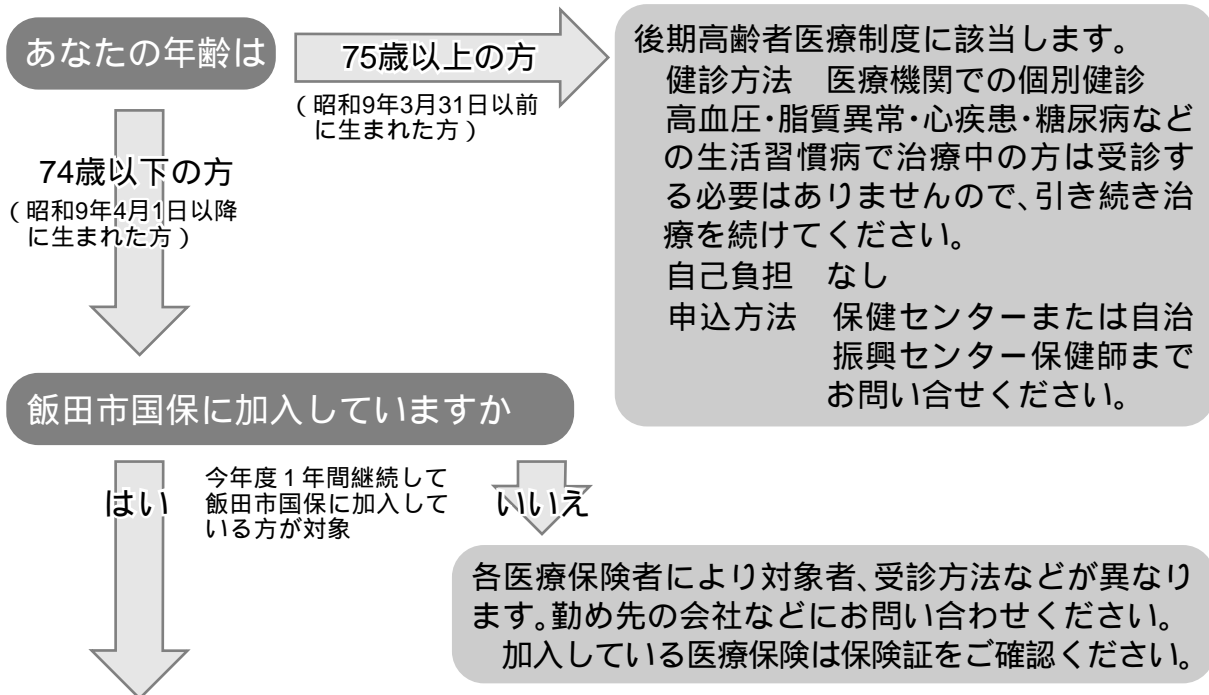 あなたの年齢は
75歳以上の方
（昭和9年3月31日以前
に生まれた方）
後期高齢者医療制度に該当します。
健診方法　医療機関での個別健診
高血圧・脂質異常・心疾患・糖尿病など
の生活習慣病で治療中の方は受診す
る必要はありませんので、引き続き治
療を続けてください。
自己負担　なし
申込方法　保健センターまたは自治
振興センター保健師まで
お問い合せください。
74歳以下の方
（昭和9年4月1日以降
に生まれた方）
飯田市国保に加入していますか
はい
今年度１年間継続して
飯田市国保に加入して
いる方が対象
いいえ
各医療保険者により対象者、受診方法などが異なり
ます。勤め先の会社などにお問い合わせください。
加入している医療保険は保険証をご確認ください。